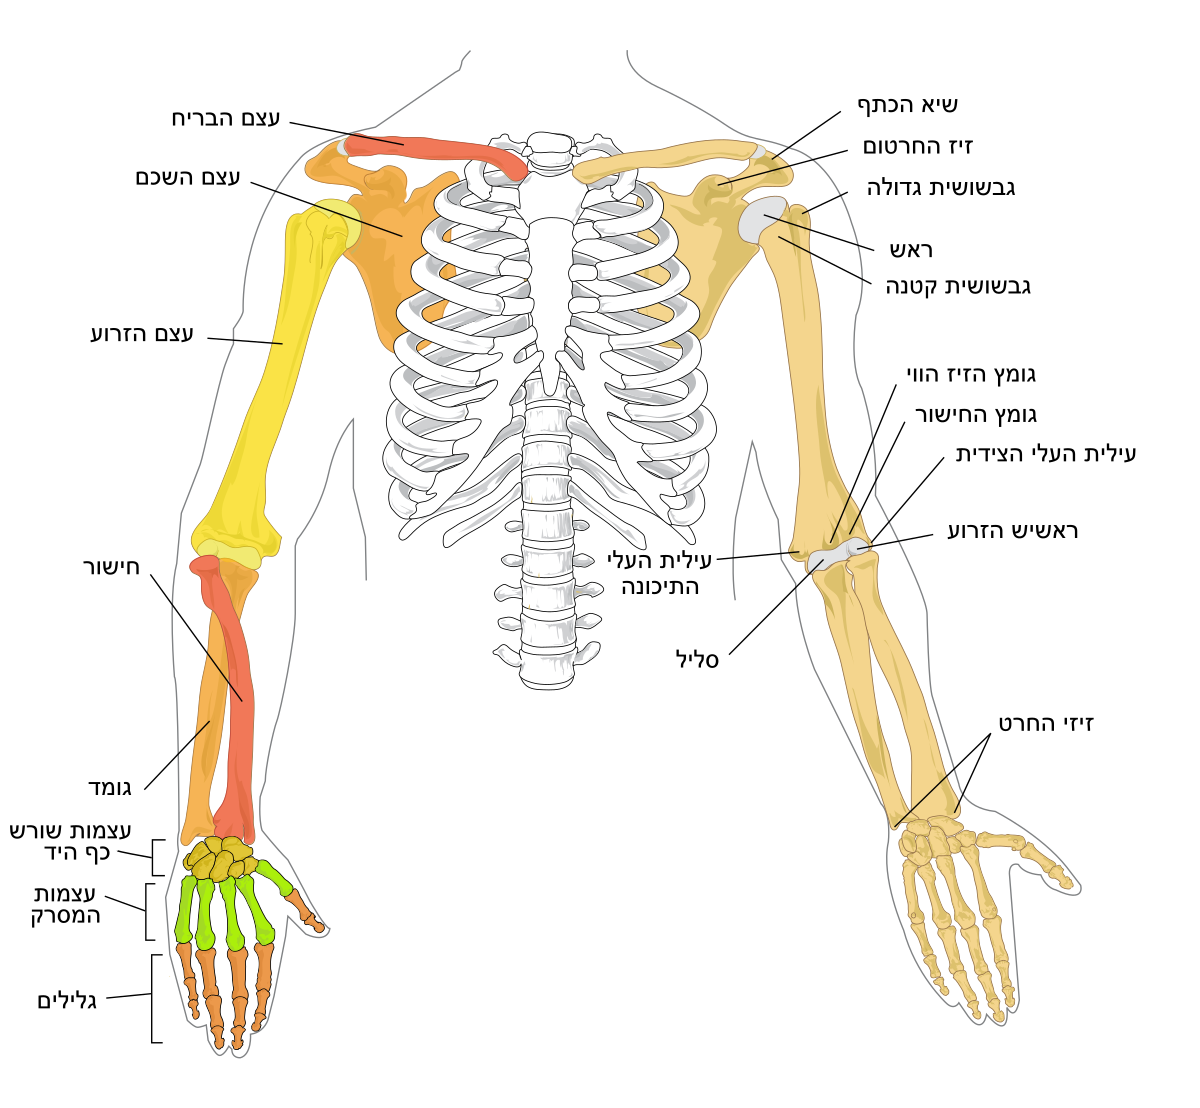 עצם הבריח
עצם השכם
עצם הזרוע
חישור
גומד
עצמות שורש
כף היד
עצמות
המסרק
גלילים
שיא הכתף
זיז החרטום
גבשושית גדולה
ראש
גבשושית קטנה
גומץ הזיז הווי
גומץ החישור
עילית העלי הצידית
ראשיש הזרוע
עילית העלי
התיכונה
סליל
זיזי החרט